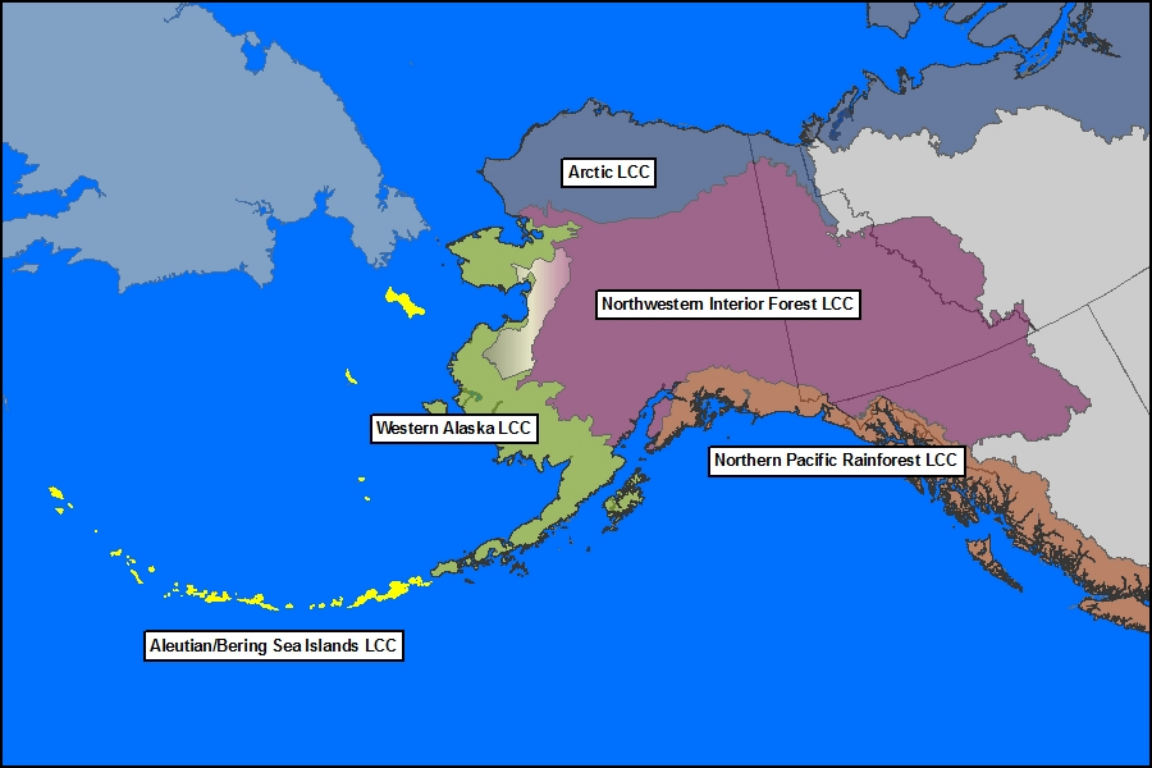 Arctic LCC
Northwestern Interior Forest LCC
Western Alaska LCC
Northern Pacific Rainforest LCC
Aleutian/Bering Sea Islands LCC